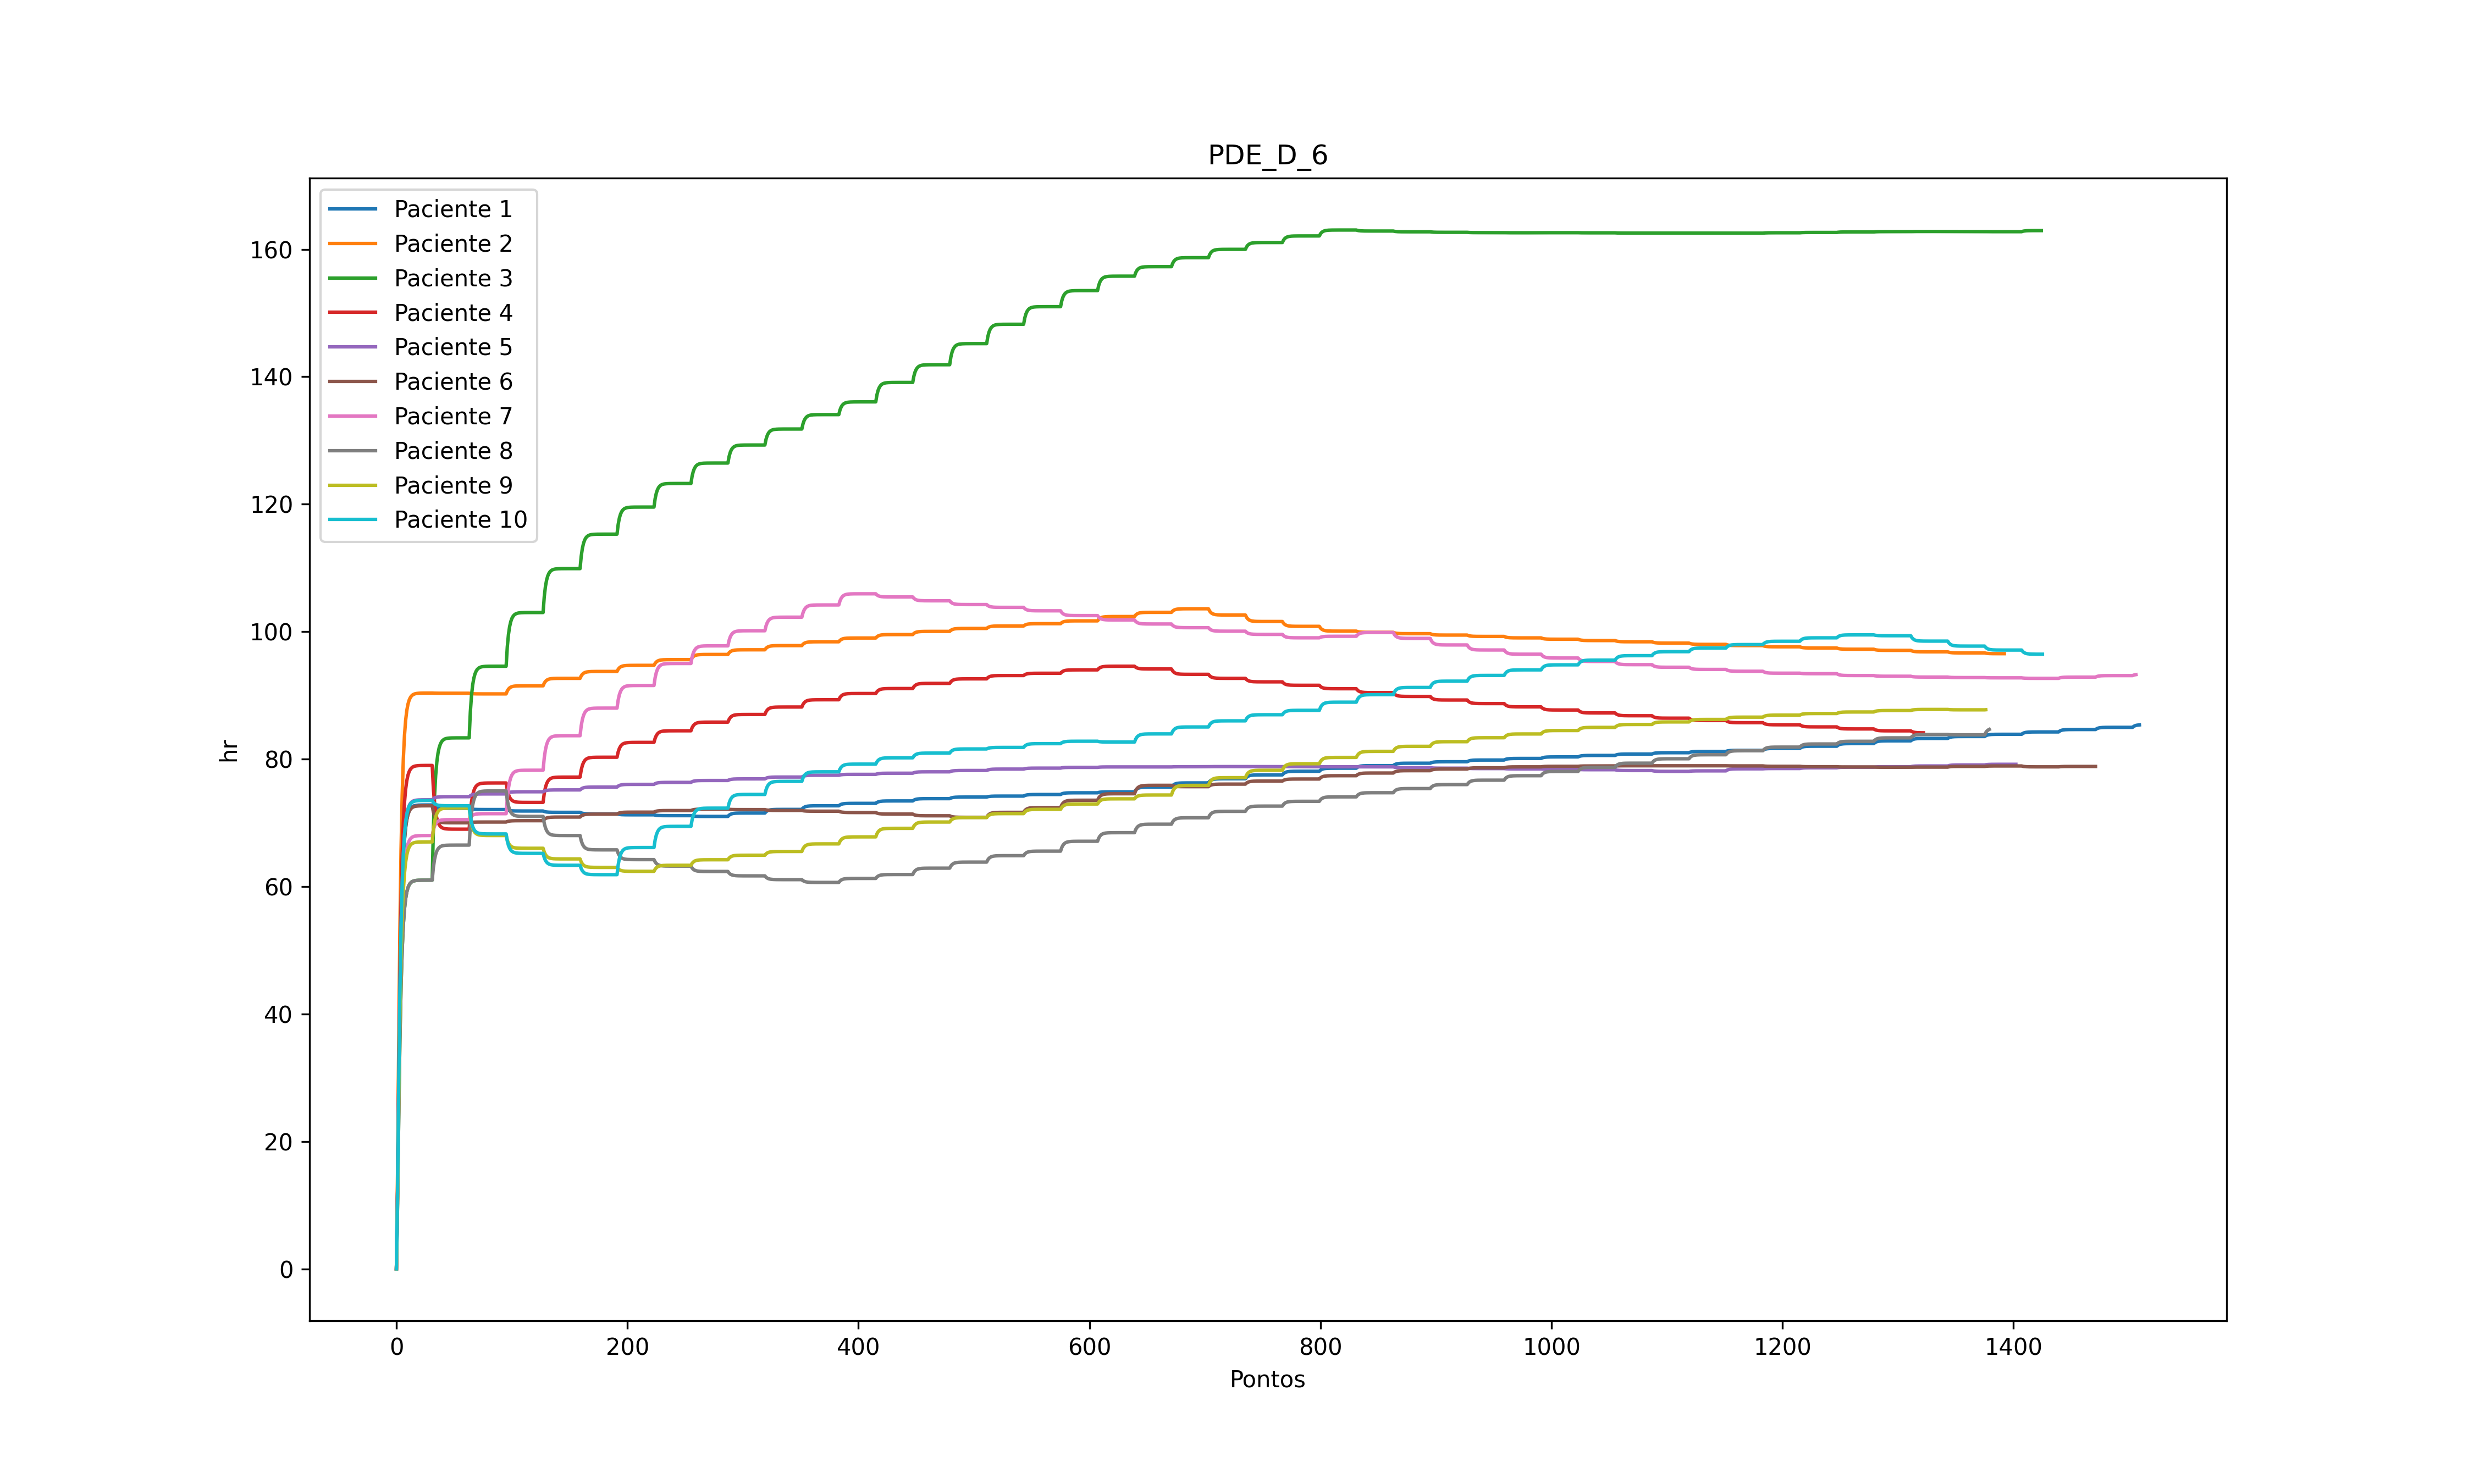 PDE_D_6
Paciente 1
Paciente 2
Paciente 3
Paciente 4
Paciente 5
Paciente 6
Paciente 7
Paciente 8
Paciente 9
Paciente 10
160
140
120
100
80
60
40
20
0
hr
0 200 400 600 800 1000 1200 1400
Pontos